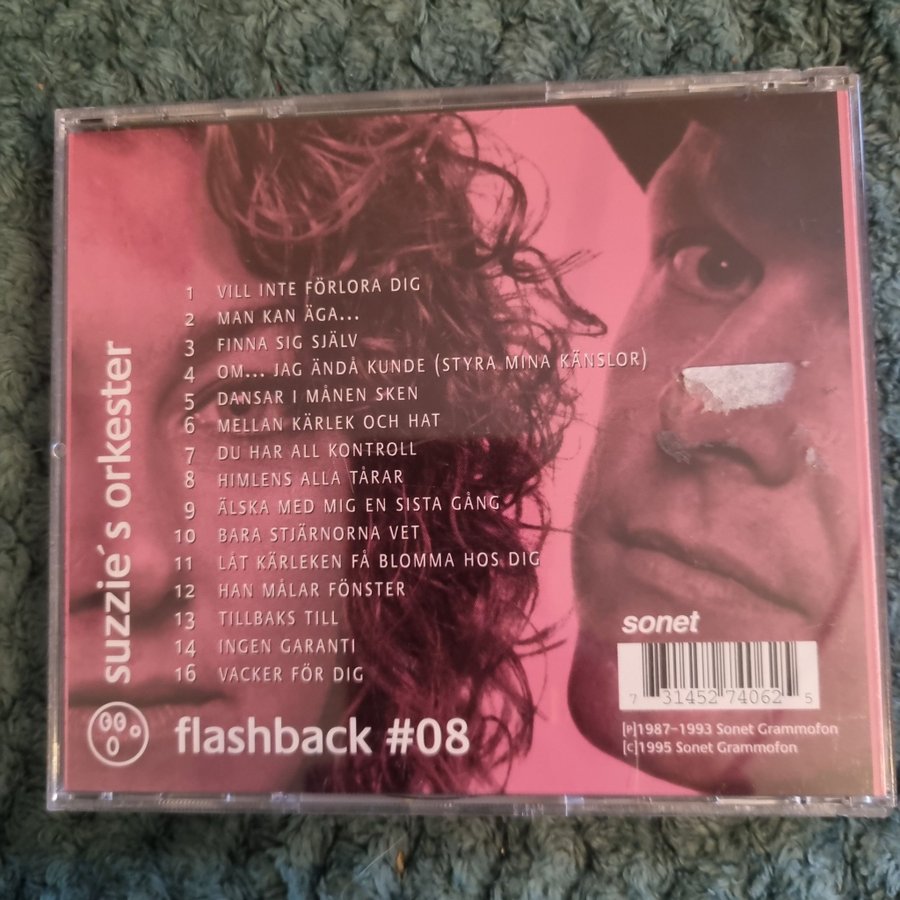 1 VILL INTE FÖRLORA DIG
2 MAN KAN ÄGA...
3 FINNA SIG SJÄLV
4 OM... JAG ÄNDÅ KUNDE (STYRA MINA KÄNSLOR)
5 DANSAR I MÅNEN SKEN
6 MELLAN KÄRLEK OCH HAT
7 DU HAR ALL KONTROLL
8 HIMLENS ALLA TÅRAR
9 ÄLSKA MED MIG EN SISTA GÅNG
10 BARA STJÄRNORNA VET
11 LÅT KÄRLEKEN FÅ BLOMMA HOS DIG
12 HAN MÅLAR FÖNSTER
13 TILLBAKS TILL
14 INGEN GARANTI
16 VACKER FÖR DIG
suzzie´s orkester
flashback #08
sonet
7 31452 74062 5
[P]1987–1993 Sonet Grammofon
[C]1995 Sonet Grammofon